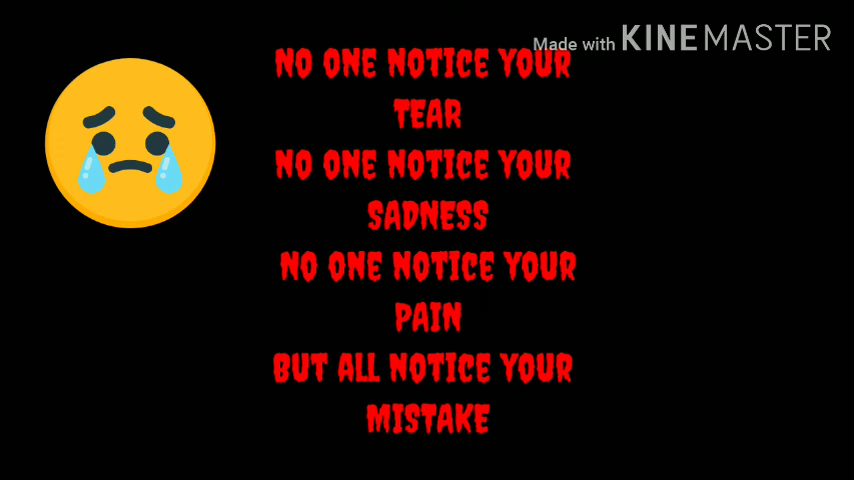 Made with KINEMASTER
NO ONE NOTICE YOUR
TEAR
NO ONE NOTICE YOUR
SADNESS
NO ONE NOTICE YOUR
PAIN
BUT ALL NOTICE YOUR
MISTAKE